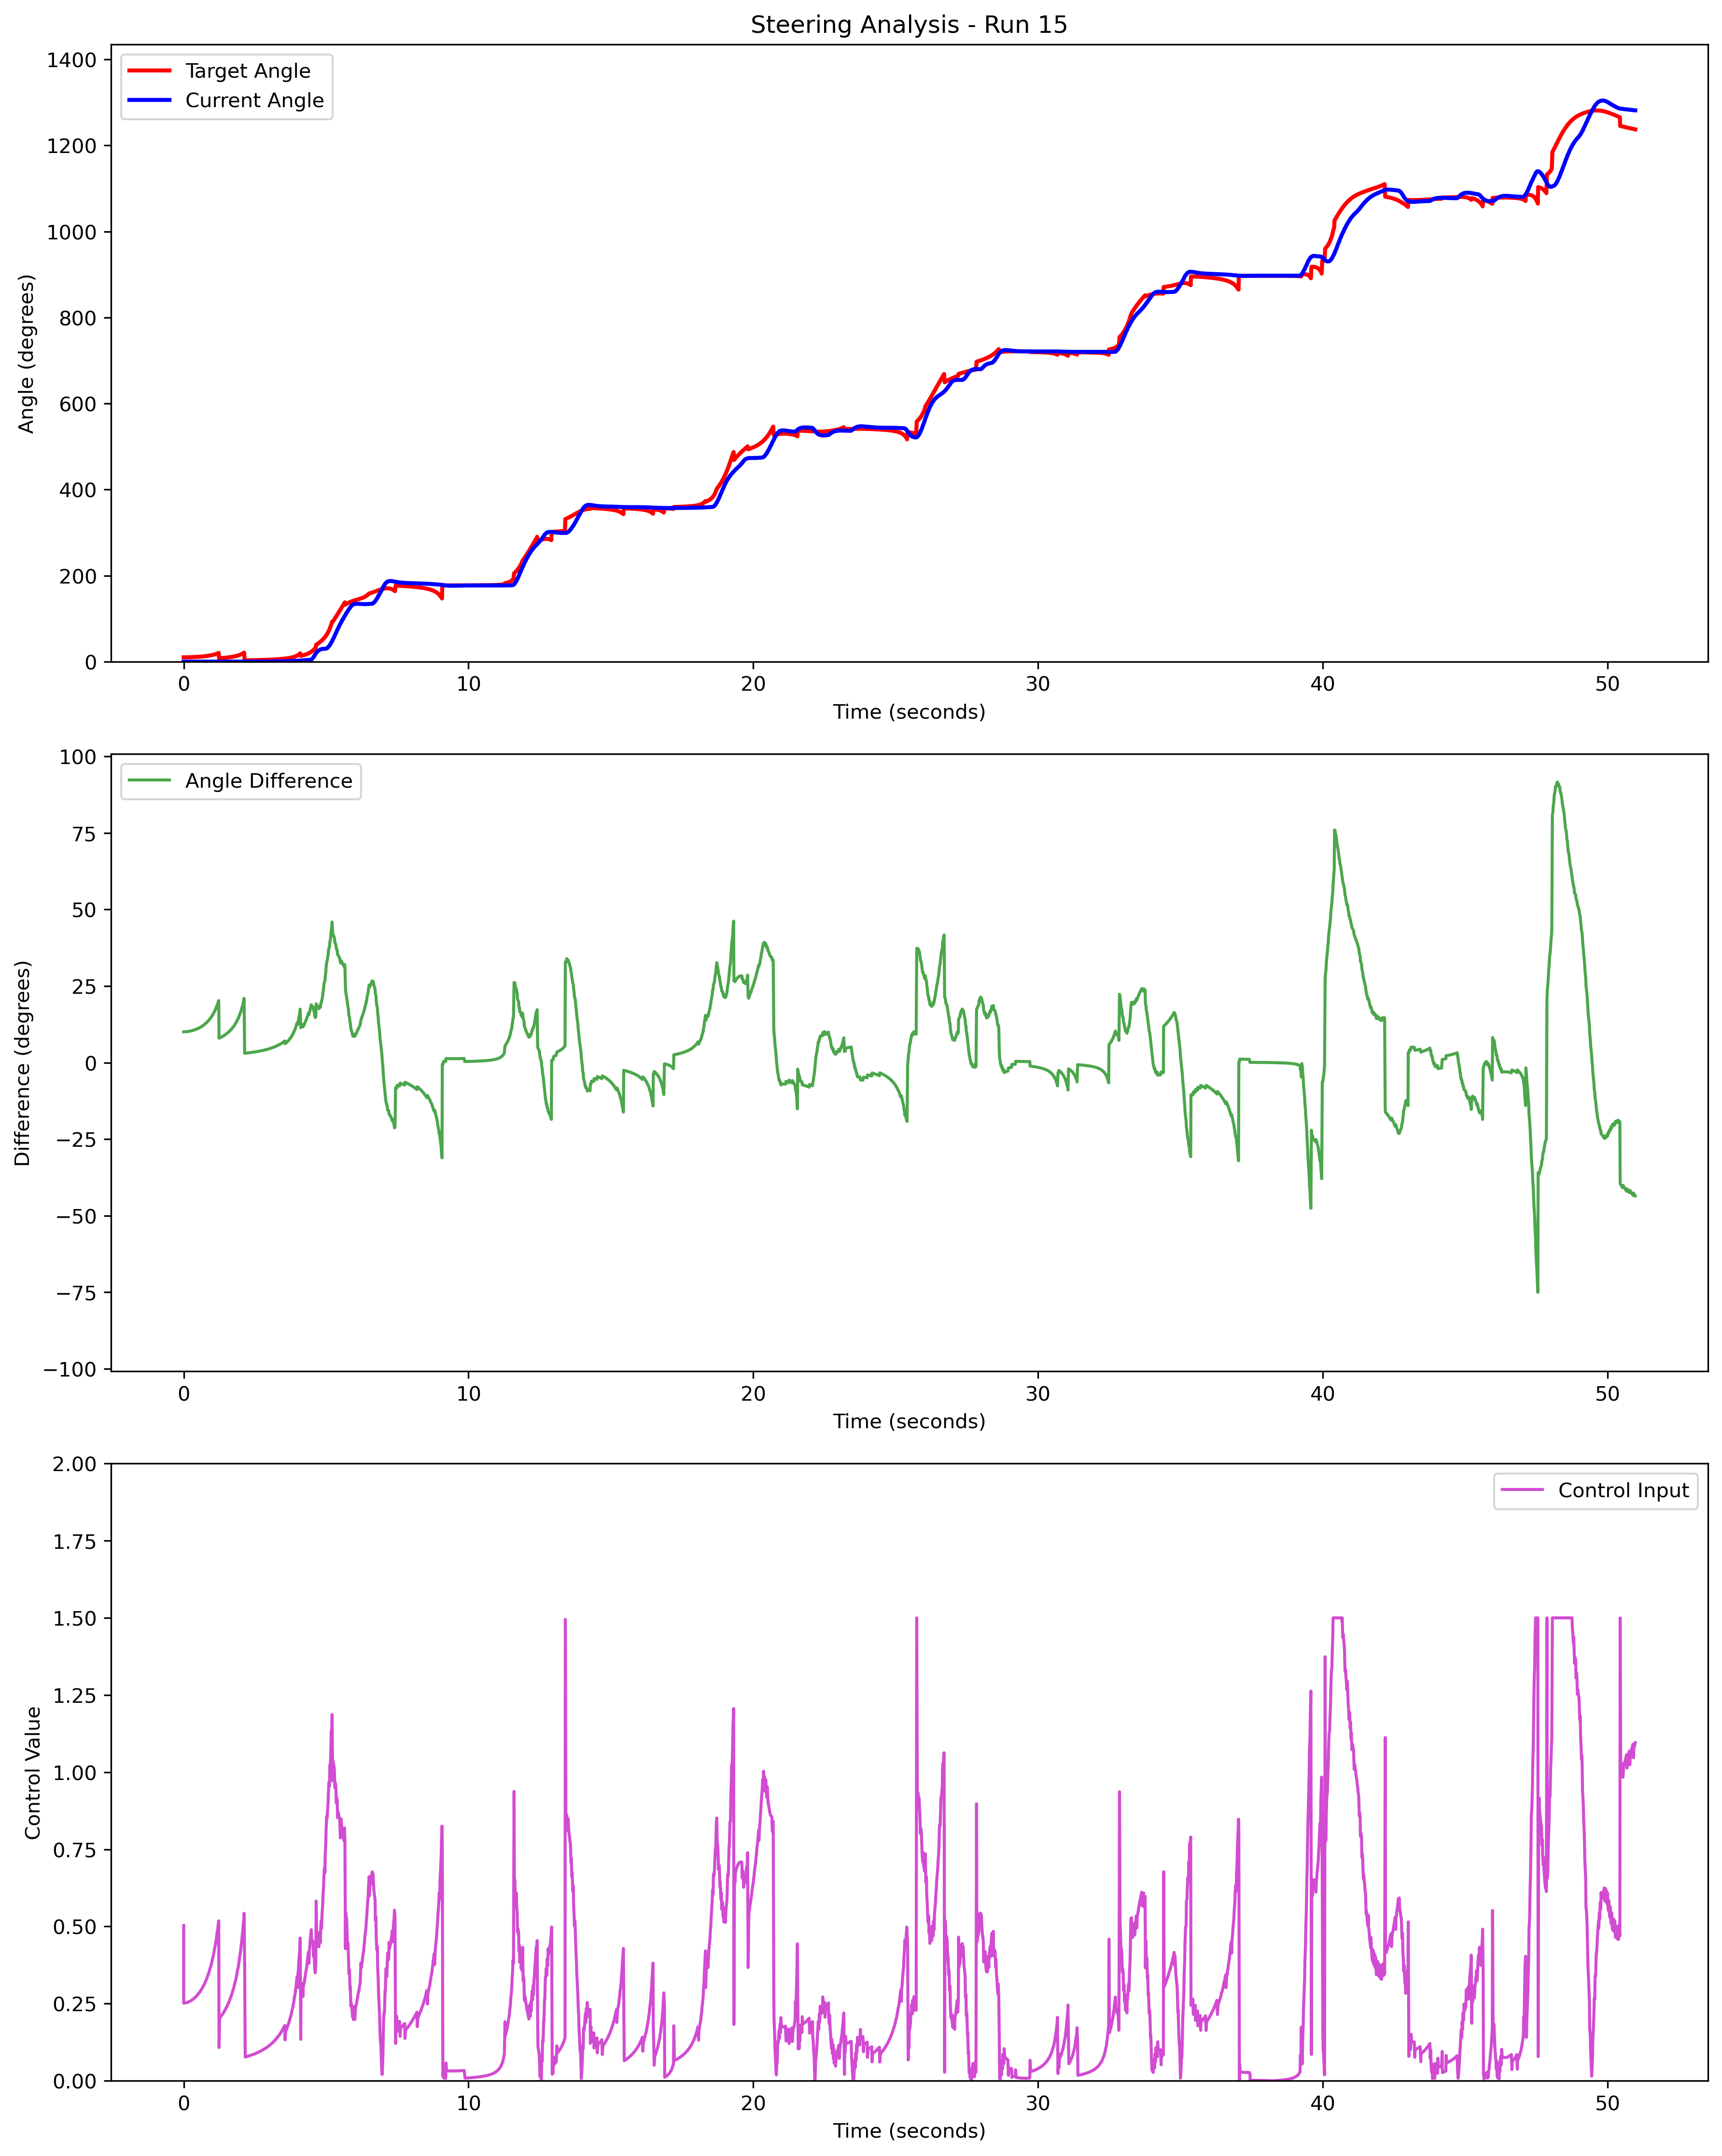 Steering Analysis - Run 15
1400
1200
1000
800
600
400
200
0
Angle (degrees)
Target Angle
Current Angle
0 10 20 30 40 50
Time (seconds)
100
75
50
25
0
−25
−50
−75
−100
Difference (degrees)
Angle Difference
0 10 20 30 40 50
Time (seconds)
2.00
1.75
1.50
1.25
1.00
0.75
0.50
0.25
0.00
Control Value
Control Input
0 10 20 30 40 50
Time (seconds)